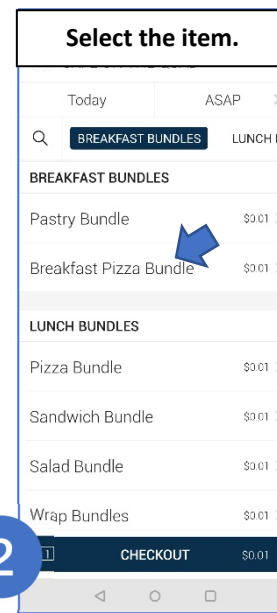 Select the item.
Today ASAP
BREAKFAST BUNDLES LUNCH
BREAKFAST BUNDLES
Pastry Bundle $0.01
Breakfast Pizza Bundle $0.01
LUNCH BUNDLES
Pizza Bundle $0.01
Sandwich Bundle $0.01
Salad Bundle $0.01
Wrap Bundles $0.01
2 1 CHECKOUT $0.01